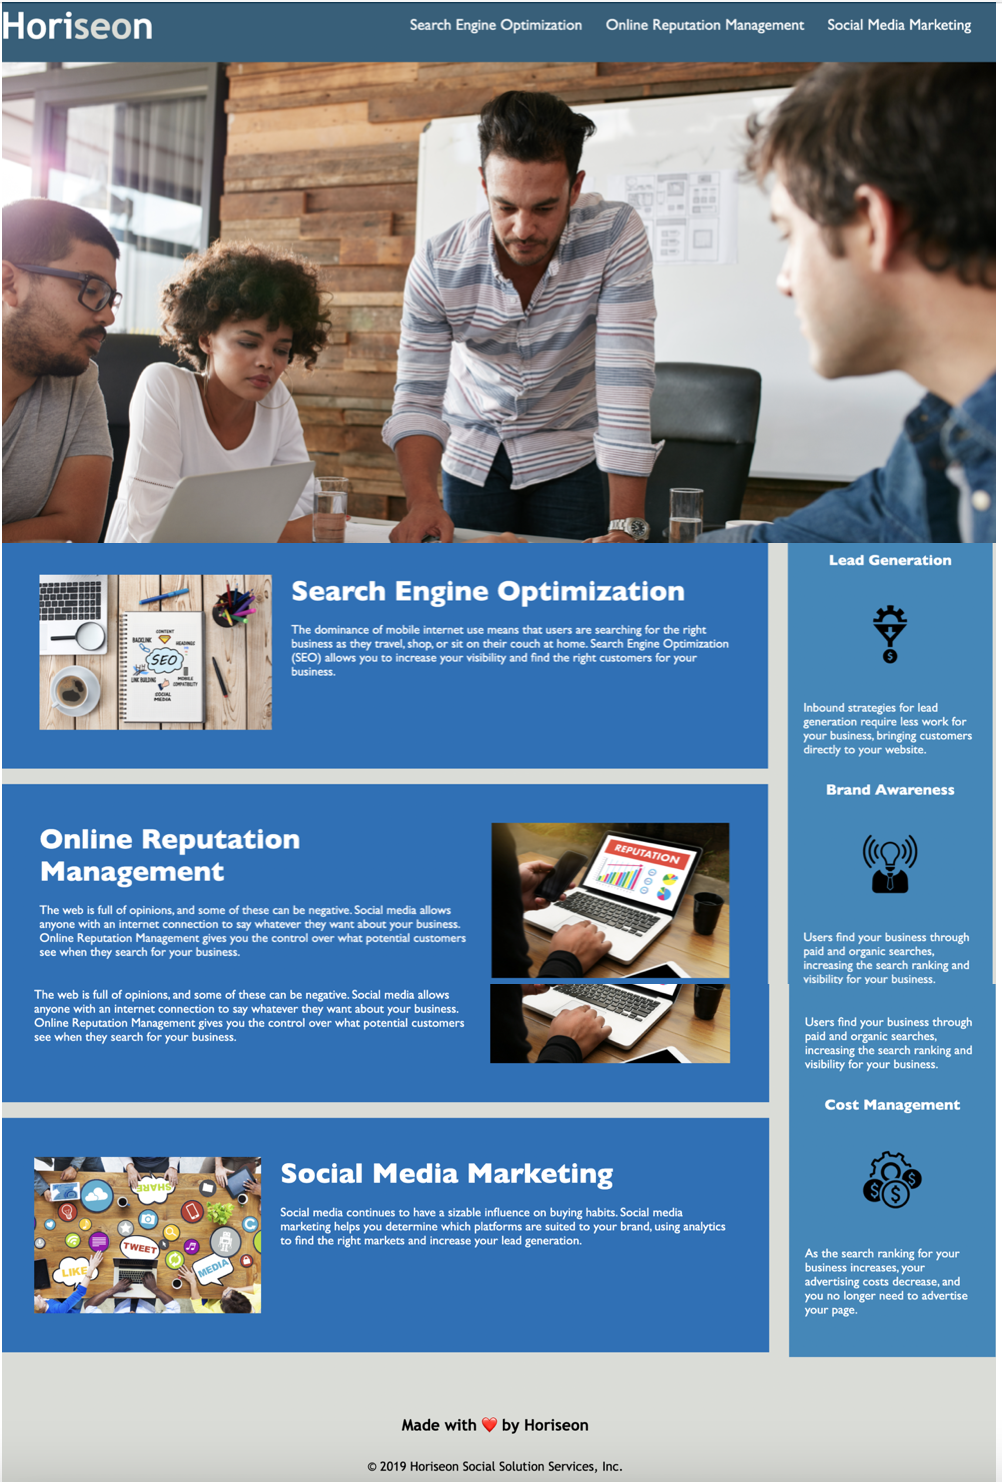 Horiseon
Search Engine Optimization
Online Reputation Management
Social Media Marketing
Search Engine Optimization
The dominance of mobile internet use means that users are searching for the right
business as they travel, shop, or sit on their couch at home. Search Engine Optimization
(SEO) allows you to increase your visibility and find the right customers for your
business.
CONTENT
BACKLINK
HEADINGS
SEO
LINK BUILDING
MOBILE
COMPATIBILITY
SOCIAL
MEDIA
Online Reputation
Management
The web is full of opinions, and some of these can be negative. Social media allows
anyone with an internet connection to say whatever they want about your business.
Online Reputation Management gives you the control over what potential customers
see when they search for your business.
REPUTATION
The web is full of opinions, and some of these can be negative. Social media allows
anyone with an internet connection to say whatever they want about your business.
Online Reputation Management gives you the control over what potential customers
see when they search for your business.
Social Media Marketing
Social media continues to have a sizable influence on buying habits. Social media
marketing helps you determine which platforms are suited to your brand, using analytics
to find the right markets and increase your lead generation.
SHARE
TWEET
LIKE
MEDIA
Lead Generation
$
Inbound strategies for lead
generation require less work for
your business, bringing customers
directly to your website.
Brand Awareness
Users find your business through
paid and organic searches,
increasing the search ranking and
visibility for your business.
Users find your business through
paid and organic searches,
increasing the search ranking and
visibility for your business.
Cost Management
$ $ $
As the search ranking for your
business increases, your
advertising costs decrease, and
you no longer need to advertise
your page.
Made with ❤️ by Horiseon
© 2019 Horiseon Social Solution Services, Inc.